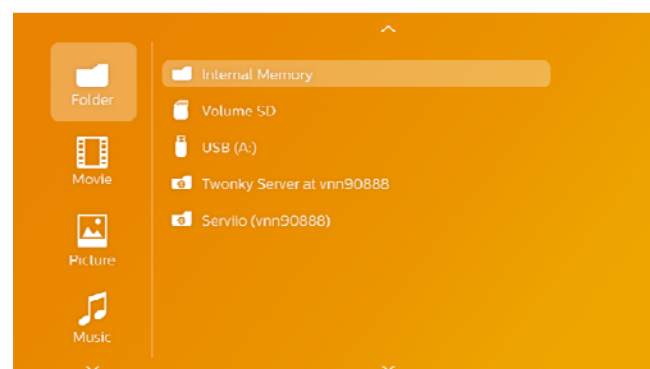 Folder
Movie
Picture
Music
Internal Memory
Volume SD
USB (A:)
Twonky Server at vnn90888
Serviio (vnn90888)